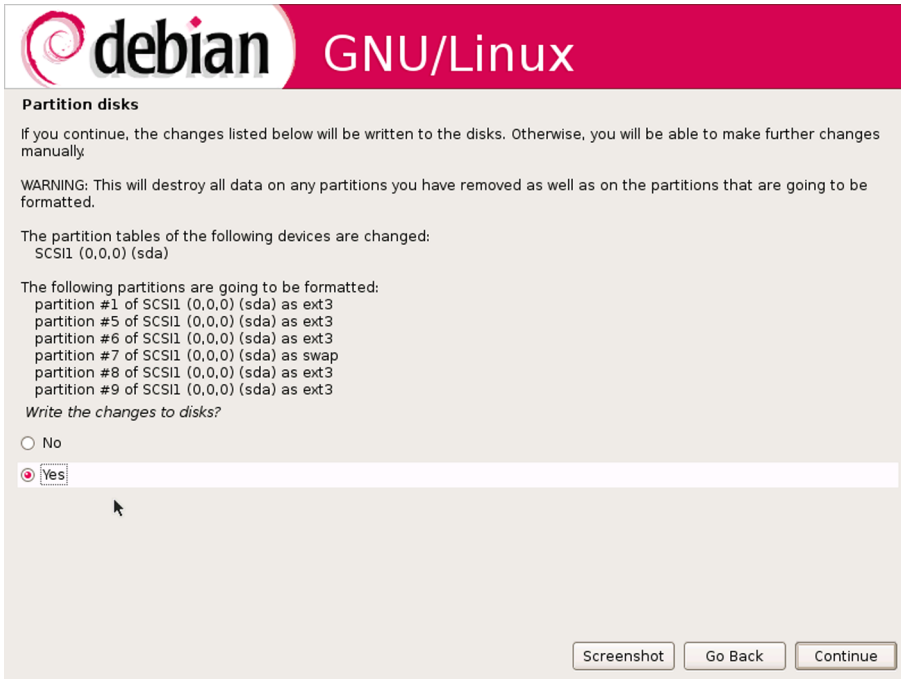 debian GNU/Linux
Partition disks
If you continue, the changes listed below will be written to the disks. Otherwise, you will be able to make further changes
manually.
WARNING: This will destroy all data on any partitions you have removed as well as on the partitions that are going to be
formatted.
The partition tables of the following devices are changed:
SCSI1 (0,0,0) (sda)
The following partitions are going to be formatted:
partition #1 of SCSI1 (0,0,0) (sda) as ext3
partition #5 of SCSI1 (0,0,0) (sda) as ext3
partition #6 of SCSI1 (0,0,0) (sda) as ext3
partition #7 of SCSI1 (0,0,0) (sda) as swap
partition #8 of SCSI1 (0,0,0) (sda) as ext3
partition #9 of SCSI1 (0,0,0) (sda) as ext3
Write the changes to disks?
No
Yes
Screenshot Go Back Continue